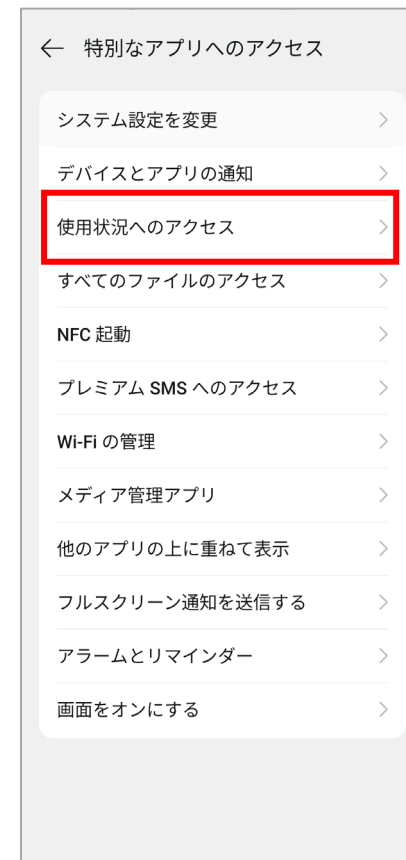 特別なアプリへのアクセス
システム設定を変更
デバイスとアプリの通知
使用状況へのアクセス
すべてのファイルのアクセス
NFC 起動
プレミアム SMS へのアクセス
Wi-Fi の管理
メディア管理アプリ
他のアプリの上に重ねて表示
フルスクリーン通知を送信する
アラームとリマインダー
画面をオンにする